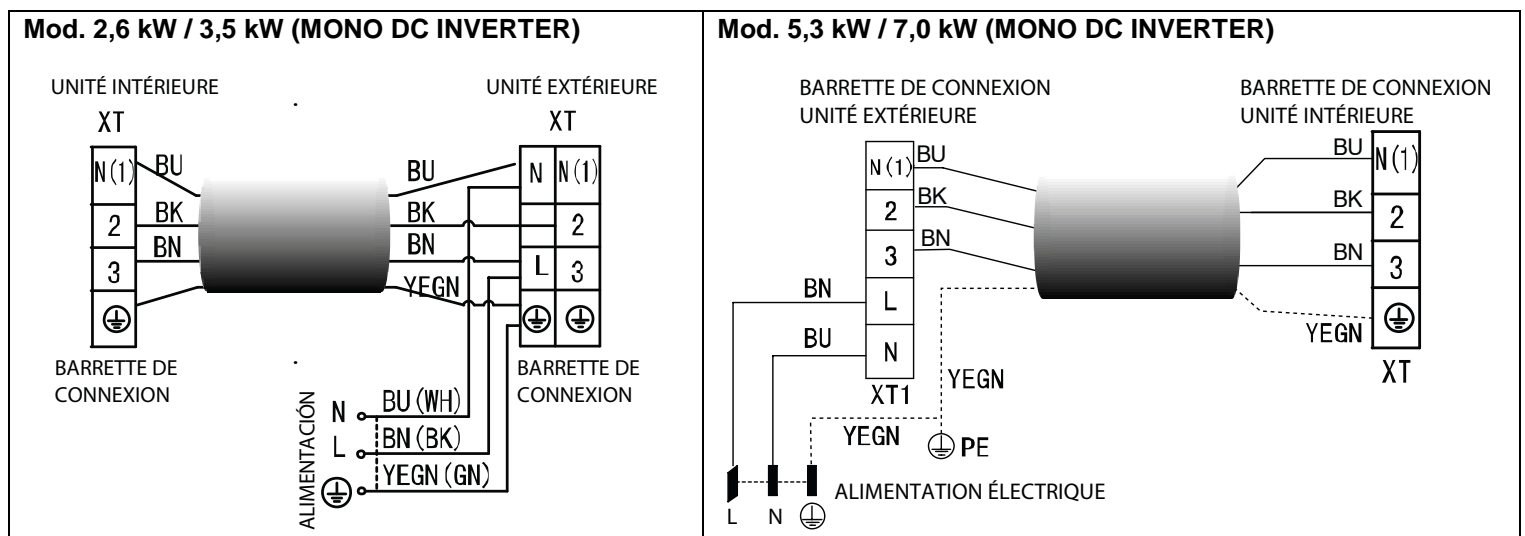 Mod. 2,6 kW / 3,5 kW (MONO DC INVERTER)
UNITÉ INTÉRIEURE
UNITÉ EXTÉRIEURE
XT
XT
N(1)
BU
BU
N
N(1)
2
BK
BK
2
3
BN
BN
L
3
YEGN
BARRETTE DE
CONNEXION
BARRETTE DE
CONNEXION
ALIMENTACIÓN
N
BU(WH)
L
BN(BK)
YEGN(GN)
Mod. 5,3 kW / 7,0 kW (MONO DC INVERTER)
BARRETTE DE CONNEXION
UNITÉ EXTÉRIEURE
BARRETTE DE CONNEXION
UNITÉ INTÉRIEURE
N(1)
BU
BU
N(1)
2
BK
BK
2
3
BN
BN
3
BN
L
BU
N
YEGN
XT
XT1
YEGN
YEGN
PE
ALIMENTATION ÉLECTRIQUE
L
N